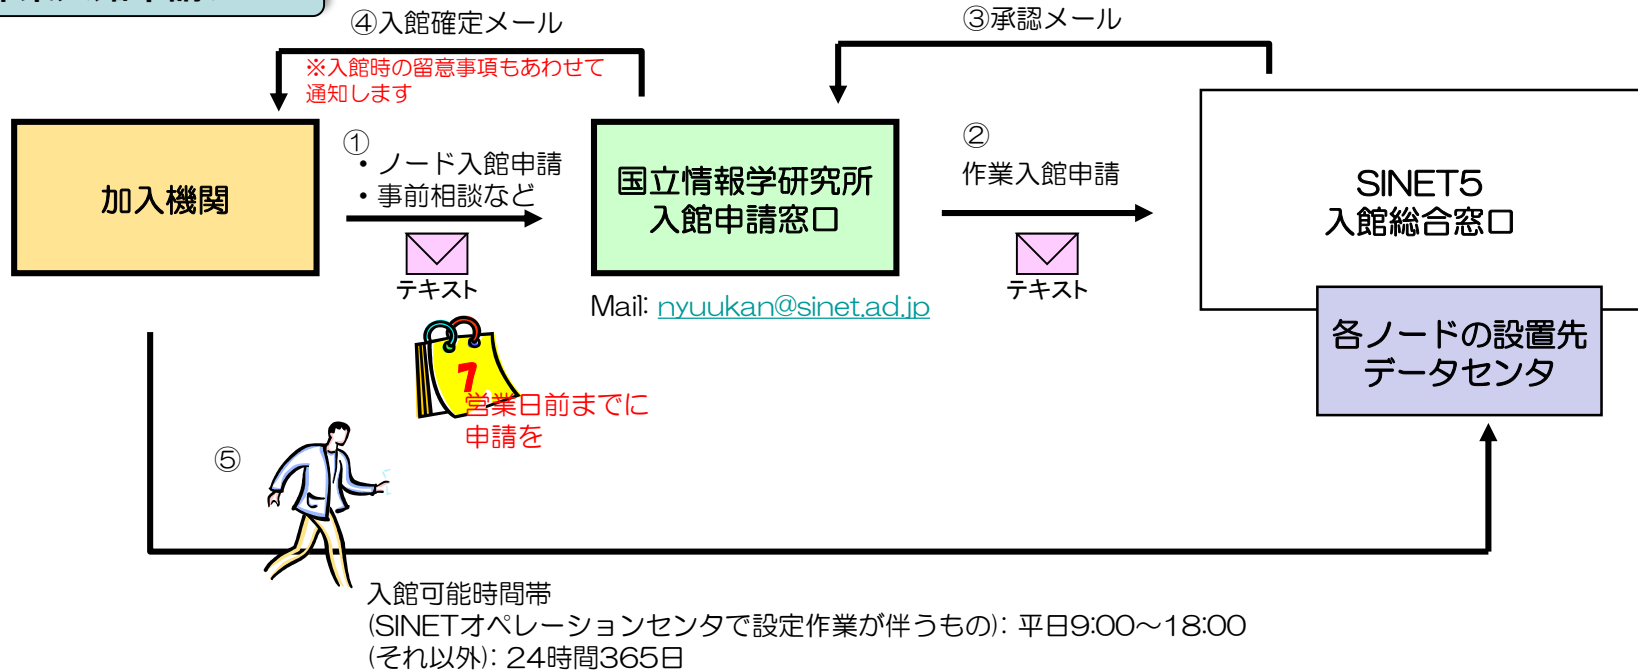 ④入館確定メール
③承認メール
※入館時の留意事項もあわせて
通知します
加入機関
①
・ノード入館申請
・事前相談など
テキスト
国立情報学研究所
入館申請窓口
Mail: nyuukan@sinet.ad.jp
②
作業入館申請
テキスト
SINET5
入館総合窓口
各ノードの設置先
データセンタ
7
営業日前までに
申請を
⑤
入館可能時間帯
(SINETオペレーションセンタで設定作業が伴うもの): 平日9:00～18:00
(それ以外): 24時間365日